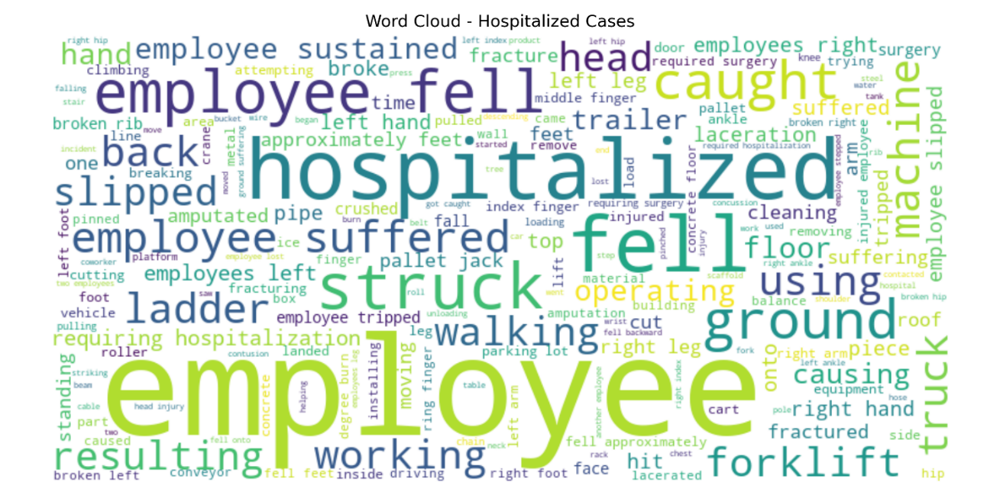 Word Cloud - Hospitalized Cases
right hip
hand
employee sustained
left index
product
fracture
head
left hip
door
employees right
surgery
climbing
attempting
broke
press
required surgery
knee
trying
falling
employee fell
time
middle finger
left leg
caught
steel
water
tank
machine
stair
suffered
pallet
broken rib
area
bucket
wire
began
left hand
pulled
descending
came
trailer
ankle
broken right
move
line
crane
metal
ground suffering
approximately feet
wall
feet
started
remove
laceration
required hospitalization
rib
arm
incident
one
back
breaking
moved
hospitalized
tree
end
lost
load
concrete floor
employee stepped
injured employee
tripped
employee slipped
slipped
got caught
index finger
requiring surgery
concussion
cleaning
left foot
pinned
amputated
pipe
crushed
burn
belt
fall
loading
injured
pinched
injury
work
used
removing
employee suffered
ice
car
top
fell
floor
right ankle
suffering
coworker
platform
employee lost
finger
pallet jack
lift
step
cutting
employees left
struck
material
scaffold
using
contacted
hospital
two employees
foot
fracturing
box
roll
went
operating
building
balance
shoulder
broken hip
vehicle
ladder
saw
employee tripped
unloading
amputation
wrist
cut
ground
roof
pulling
requiring hospitalization
leg
walking
fell backward
roller
contusion
landed
parking lot
right leg
fork
onto
right arm
piece
truck
standing
striking
beam
employee
installing
moving
degree burn
employees leg
ring finger
table
left ankle
causing
equipment
cable
head injury
concrete
helping
left arm
another employee
right index
cart
pole
hose
right hand
part
two
caused
fell onto
chain
neck
fell approximately
fractured
side
resulting
working
rack
chest
hit
forklift
broken left
conveyor
fell feet
inside
driving
right foot
face
lacerated
hip